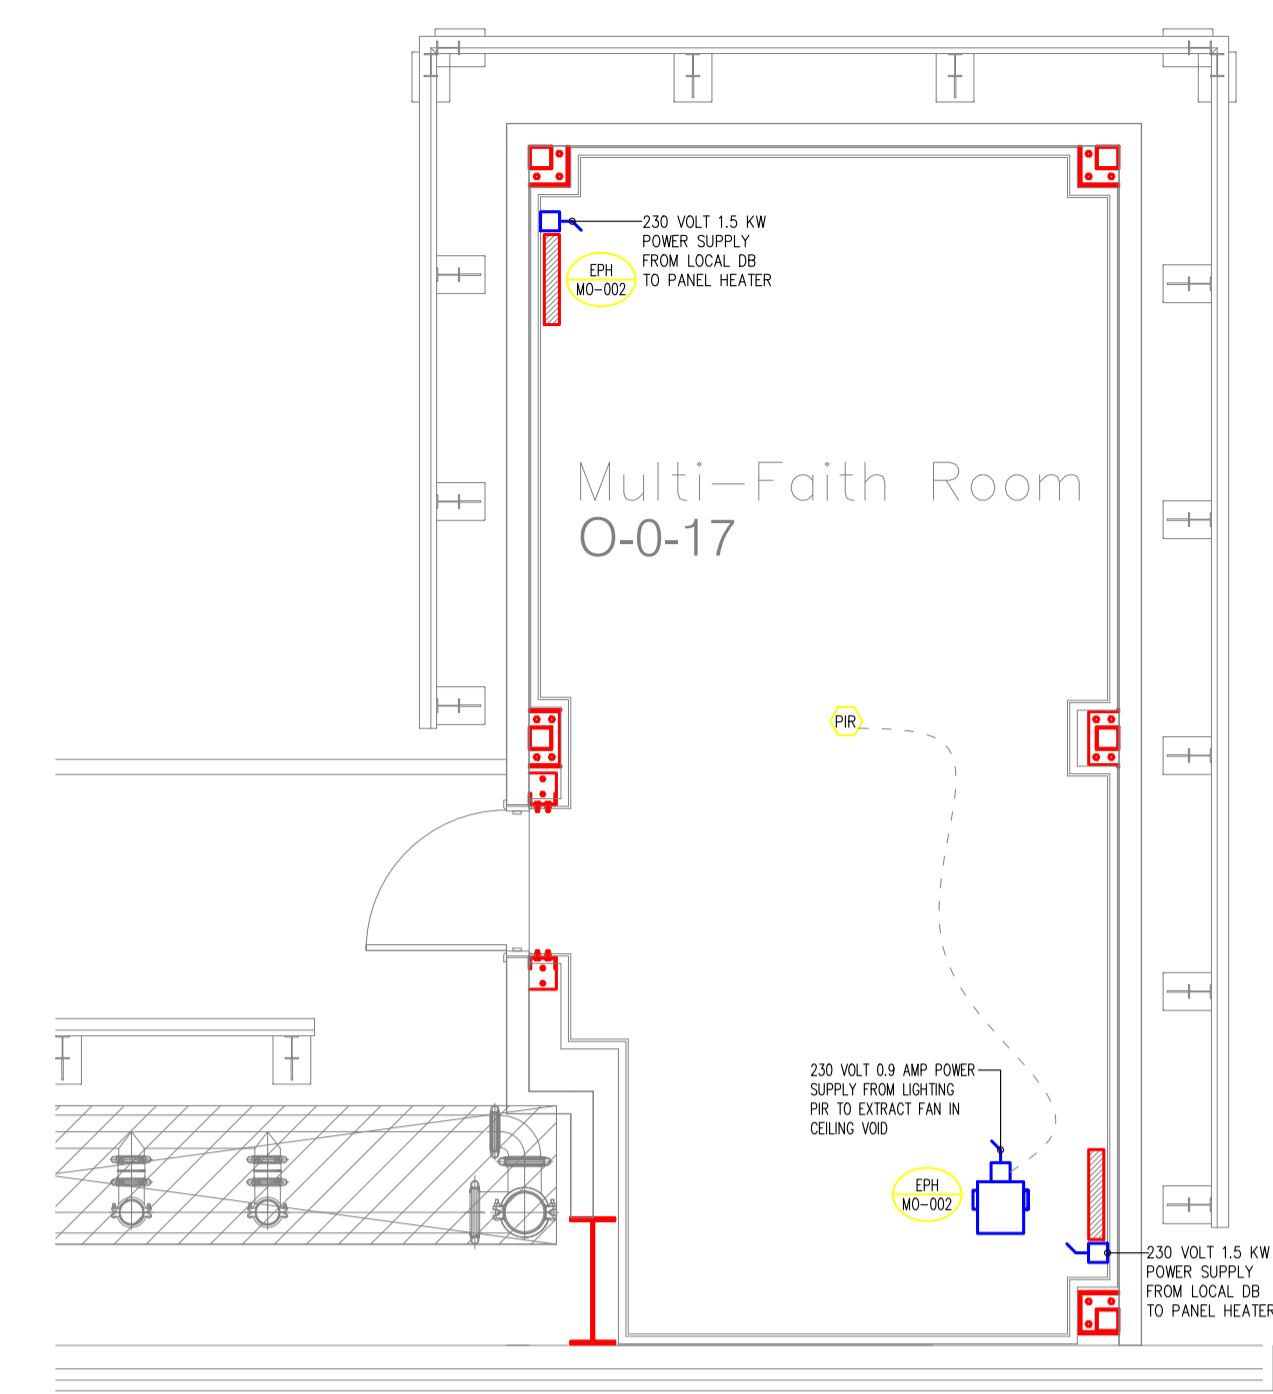 230 VOLT 1.5 KW
POWER SUPPLY
FROM LOCAL DB
TO PANEL HEATER
EPH
MO-002
Multi-Faith Room
O-0-17
PIR
230 VOLT 0.9 AMP POWER
SUPPLY FROM LIGHTING
PIR TO EXTRACT FAN IN
CEILING VOID
EPH
MO-002
230 VOLT 1.5 KW
POWER SUPPLY
FROM LOCAL DB
TO PANEL HEATER